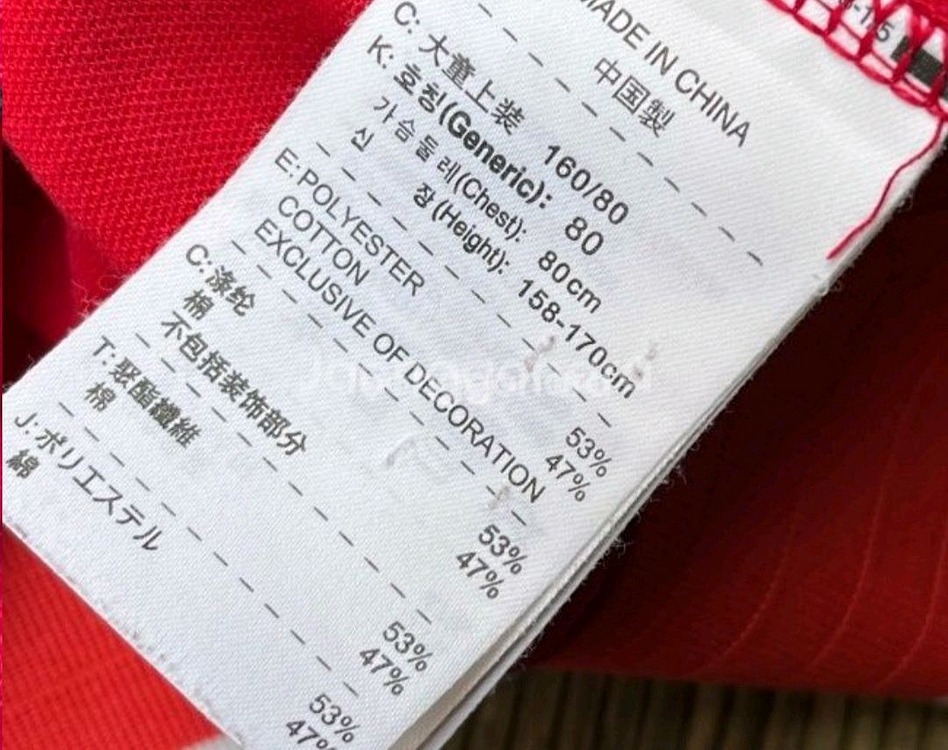 MADE IN CHINA
中国製
C: 大童上装 160/80
K: 호칭(Generic): 80
가슴둘레(Chest): 80cm
신 장(Height): 158-170cm
E: POLYESTER 53%
COTTON 47%
EXCLUSIVE OF DECORATION
C: 涤纶 53%
棉 47%
不包括装饰部分
T: 聚酯纖維 53%
棉 47%
J: ポリエステル 53%
綿 47%